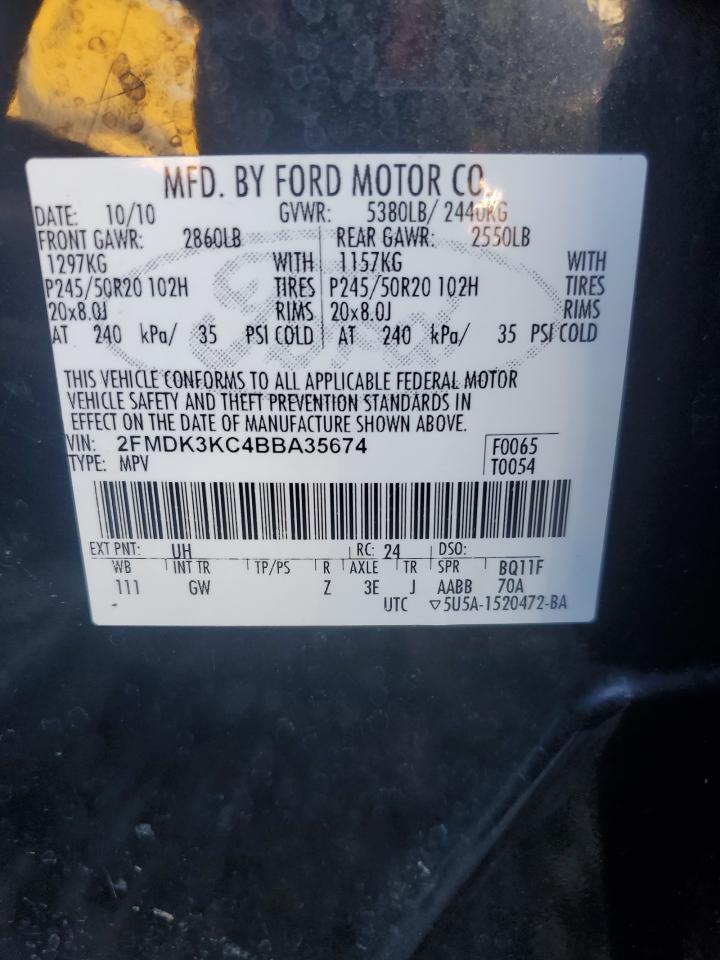 MFD. BY FORD MOTOR CO.
DATE: 10/10 GVWR: 5380LB/ 2440KG
FRONT GAWR: 2860LB REAR GAWR: 2550LB
1297KG WITH 1157KG WITH
P245/50R20 102H TIRES P245/50R20 102H TIRES
20x8.0J RIMS 20x8.0J RIMS
AT 240 kPa/ 35 PSI COLD AT 240 kPa/ 35 PSI COLD
THIS VEHICLE CONFORMS TO ALL APPLICABLE FEDERAL MOTOR
VEHICLE SAFETY AND THEFT PREVENTION STANDARDS IN
EFFECT ON THE DATE OF MANUFACTURE SHOWN ABOVE.
VIN: 2FMDK3KC4BBA35674 F0065
TYPE: MPV T0054
EXT PNT: UH RC: 24 DSO:
WB INT TR TP/PS R AXLE TR SPR BQ11F
111 GW Z 3E J AABB 70A
UTC ▽5U5A-1520472-BA